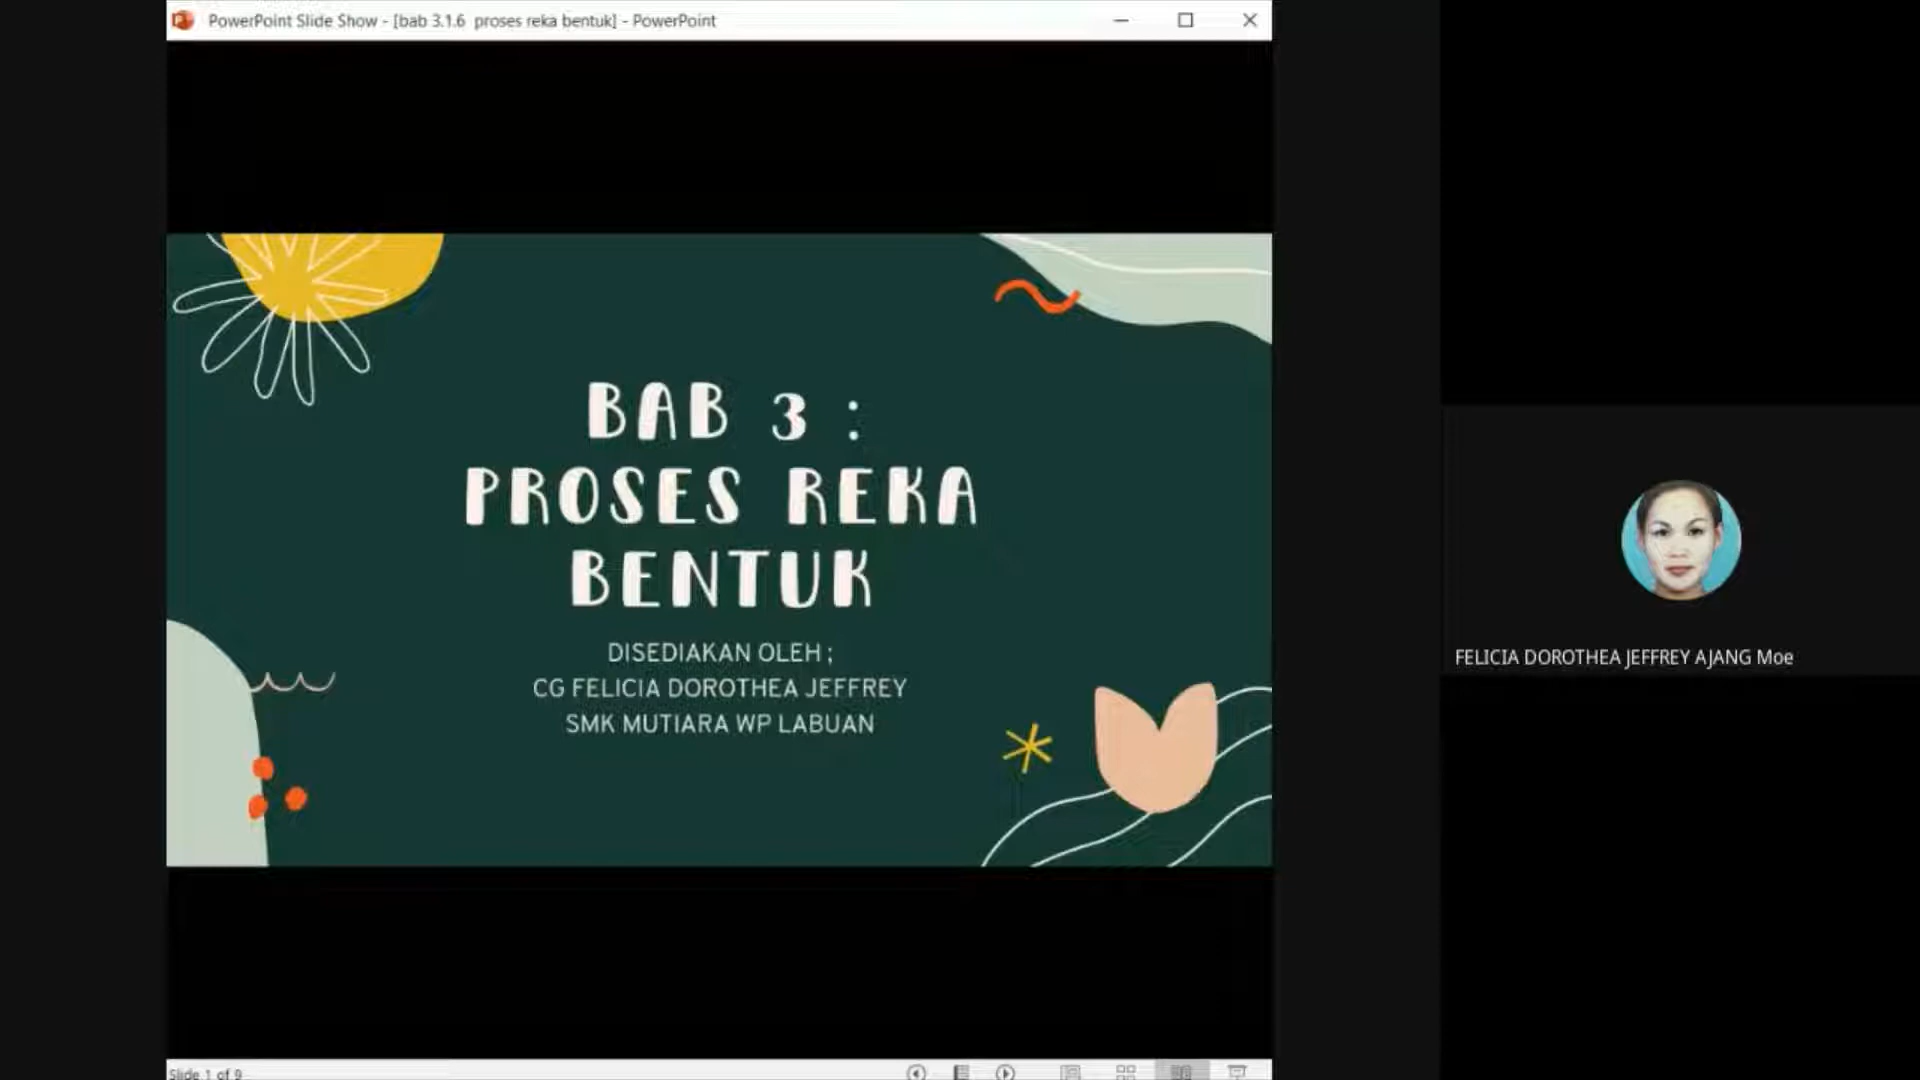 PowerPoint Slide Show - [bab 3.1.6 proses reka bentuk] - PowerPoint
BAB 3 :
PROSES REKA
BENTUK
DISEDIAKAN OLEH ;
CG FELICIA DOROTHEA JEFFREY
SMK MUTIARA WP LABUAN
FELICIA DOROTHEA JEFFREY AJANG Moe
Slide 1 of 9